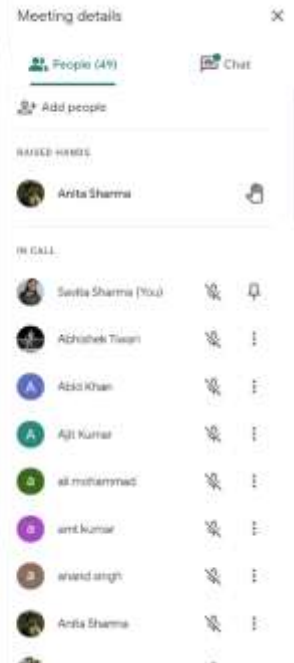 Meeting details
People (49)
Chat
Add people
RAISED HANDS
Anita Sharma
IN CALL
Savita Sharma (You)
Abhishek Tiwari
Abid Khan
A
Ajit Kumar
A
ali mohammad
a
amt kumar
a
anand singh
a
Anita Sharma